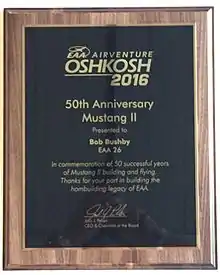 EAA AIRVENTURE
OSHKOSH
2016
50th Anniversary
Mustang II
Presented to
Bob Bushby
EAA 26
In commemoration of 50 successful years
of Mustang II building and flying.
Thanks for your part in building the
hombuilding legacy of EAA.
CEO & Chairman of the Board